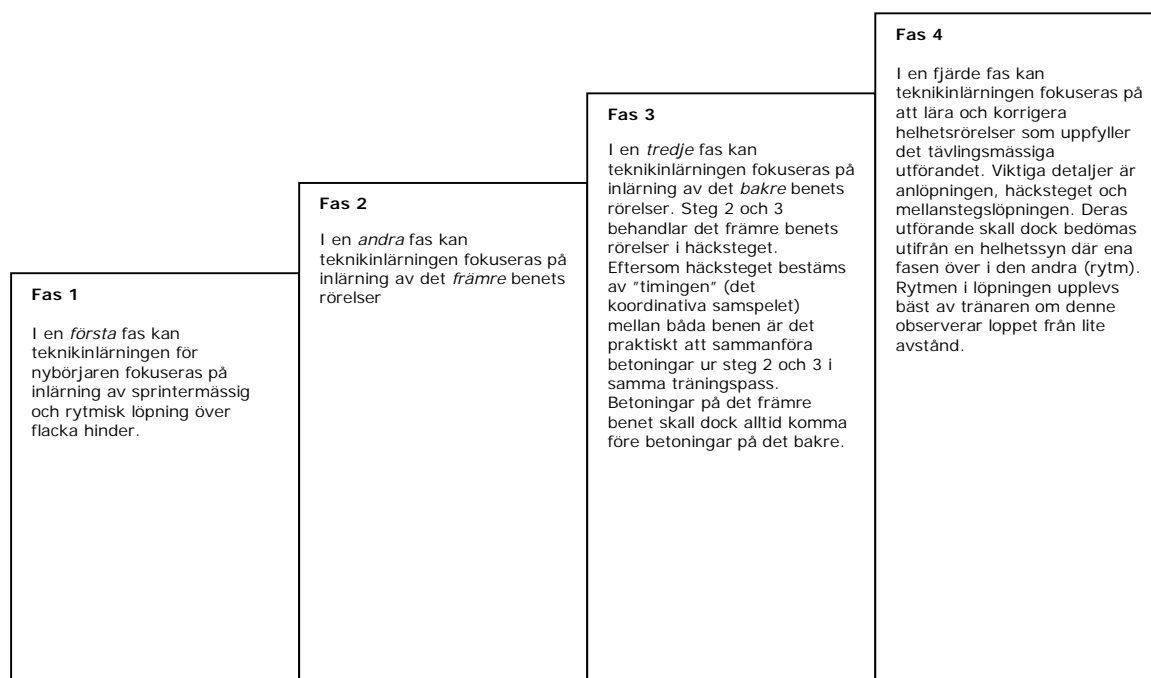 Fas 1
I en första fas kan
teknikinlärningen för
nybörjaren fokuseras på
inlärning av sprintermässig
och rytmisk löpning över
flacka hinder.
Fas 2
I en andra fas kan
teknikinlärningen fokuseras på
inlärning av det främre benets
rörelser
Fas 3
I en tredje fas kan
teknikinlärningen fokuseras på
inlärning av det bakre benets
rörelser. Steg 2 och 3
behandlar det främre benets
rörelser i häcksteget.
Eftersom häcksteget bestäms
av "timingen" (det
koordinativa samspelet)
mellan båda benen är det
praktiskt att sammanföra
betoningar ur steg 2 och 3 i
samma träningspass.
Betoningar på det främre
benet skall dock alltid komma
före betoningar på det bakre.
Fas 4
I en fjärde fas kan
teknikinlärningen fokuseras på
att lära och korrigera
helhetsrörelser som uppfyller
det tävlingsmässiga
utförandet. Viktiga detaljer är
anlöpningen, häcksteget och
mellanstegslöpningen. Deras
utförande skall dock bedömas
utifrån en helhetssyn där ena
fasen över i den andra (rytm).
Rytmen i löpningen upplevs
bäst av tränaren om denne
observerar loppet från lite
avstånd.